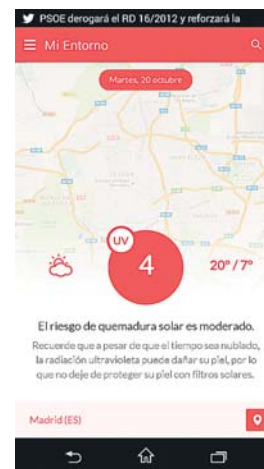 PSOE derogará el RD 16/2012 y reforzará la
Mi Entorno
Martes, 20 octubre
UV
4
20º / 7º
El riesgo de quemadura solar es moderado.
Recuerde que a pesar de que el tiempo sea nublado,
la radiación ultravioleta puede dañar su piel, por lo
que no deje de proteger su piel con filtros solares.
Madrid (ES)